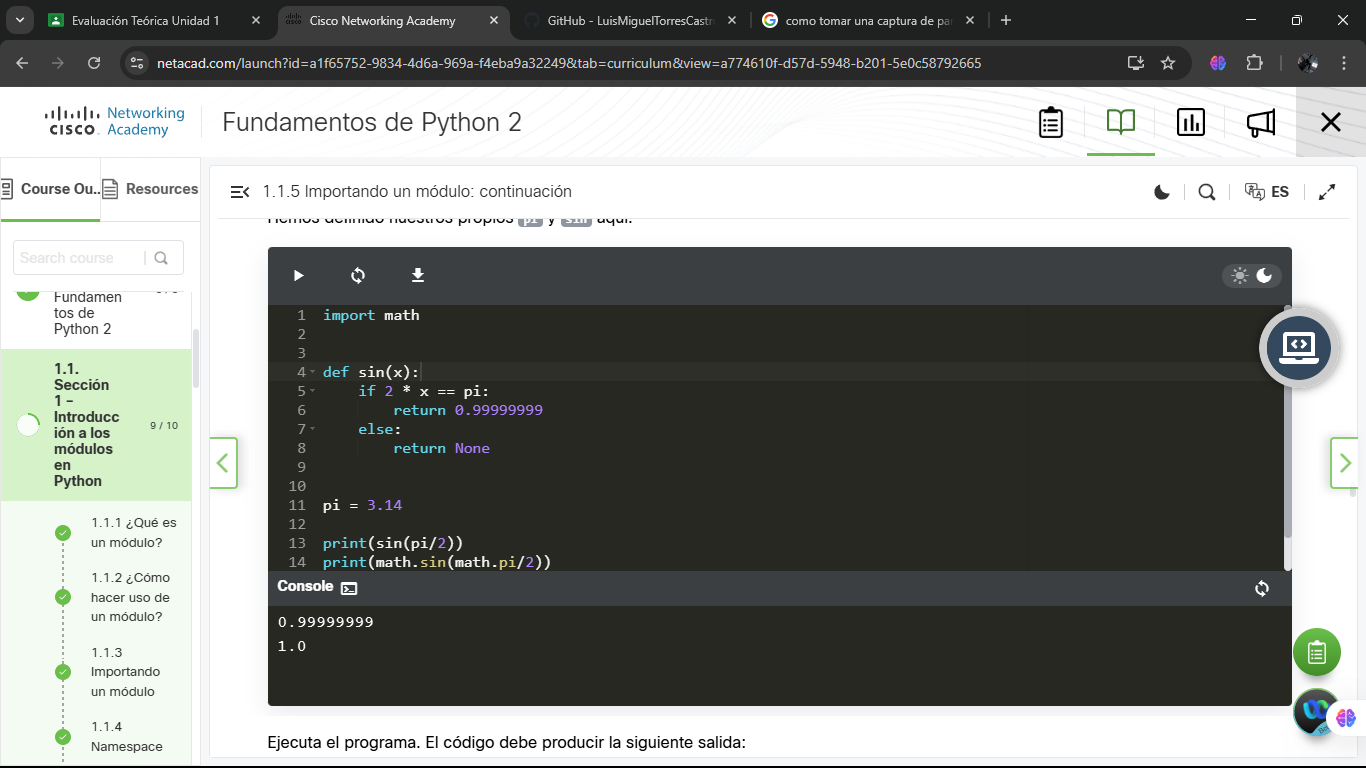 Evaluación Teórica Unidad 1
Cisco Networking Academy
GitHub - LuisMiguelTorresCastr
como tomar una captura de pa
netacad.com/launch?id=a1f65752-9834-4d6a-969a-f4eba9a32249&tab=curriculum&view=a774610f-d57d-5948-b201-5e0c58792665
CISCO
Networking
Academy
Fundamentos de Python 2
Course Ou..
Resources
1.1.5 Importando un módulo: continuación
ES
Search course
Hemos definido nuestros propios pi y sin aquí.
Fundamen
tos de
Python 2
1.1.
Sección
1 –
Introducc
ión a los
módulos
en
Python
9 / 10
1.1.1 ¿Qué es
un módulo?
1.1.2 ¿Cómo
hacer uso de
un módulo?
1.1.3
Importando
un módulo
1.1.4
Namespace
1 import math
2
3
4 def sin(x):
5 if 2 * x == pi:
6 return 0.99999999
7 else:
8 return None
9
10
11 pi = 3.14
12
13 print(sin(pi/2))
14 print(math.sin(math.pi/2))
Console
0.99999999
1.0
Ejecuta el programa. El código debe producir la siguiente salida: